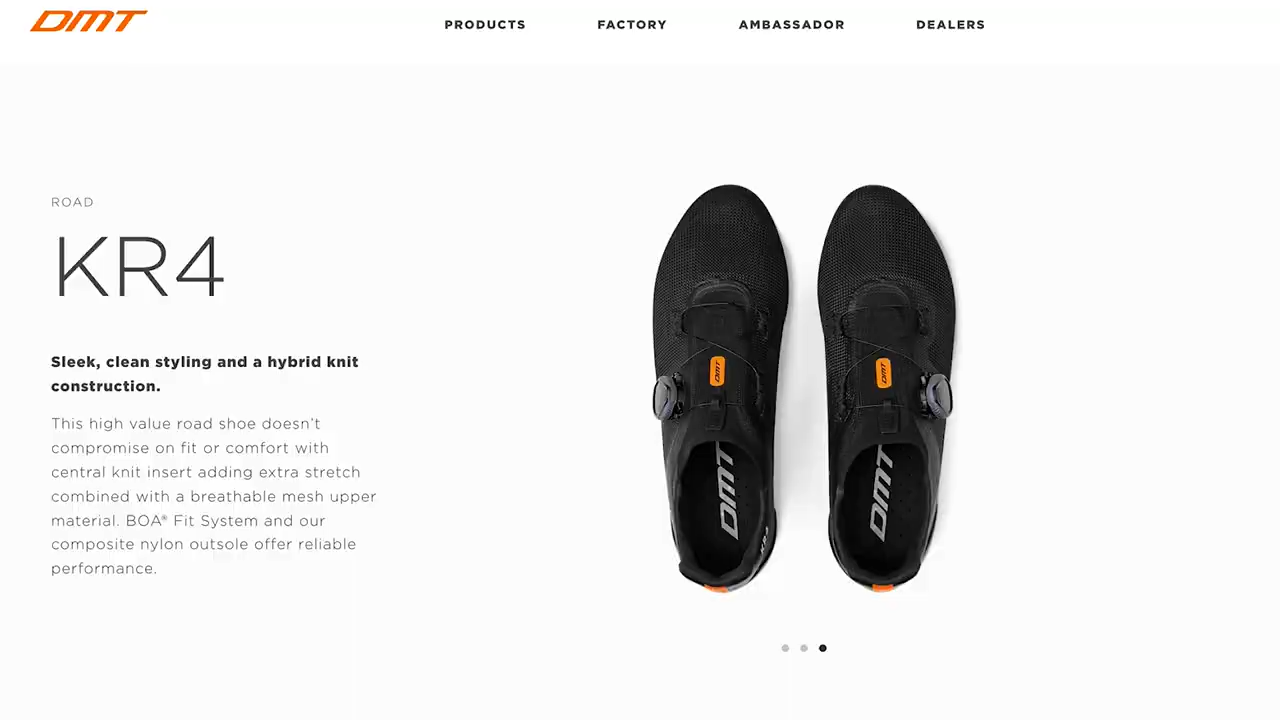 DMT
PRODUCTS
FACTORY
AMBASSADOR
DEALERS
ROAD
KR4
Sleek, clean styling and a hybrid knit
construction.
This high value road shoe doesn’t
compromise on fit or comfort with
central knit insert adding extra stretch
combined with a breathable mesh upper
material. BOA® Fit System and our
composite nylon outsole offer reliable
performance.
DMT
DMT
DMT
DMT
KR4